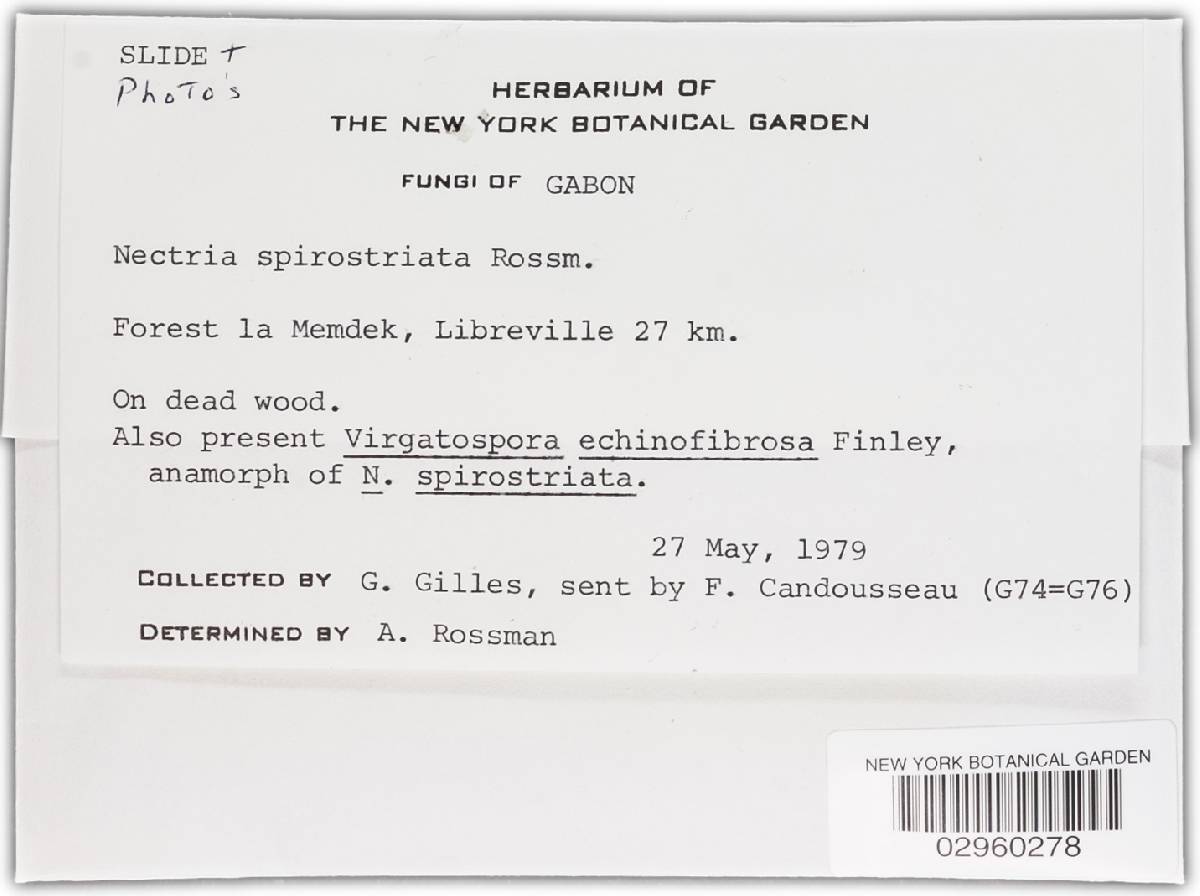 SLIDE +
Photo's
HERBARIUM OF
THE NEW YORK BOTANICAL GARDEN
FUNGI OF GABON
Nectria spirostriata Rossm.
Forest la Memdek, Libreville 27 km.
On dead wood.
Also present Virgatospora echinofibrosa Finley,
anamorph of N. spirostriata.
27 May, 1979
COLLECTED BY G. Gilles, sent by F. Candousseau (G74=G76)
DETERMINED BY A. Rossman
NEW YORK BOTANICAL GARDEN
02960278